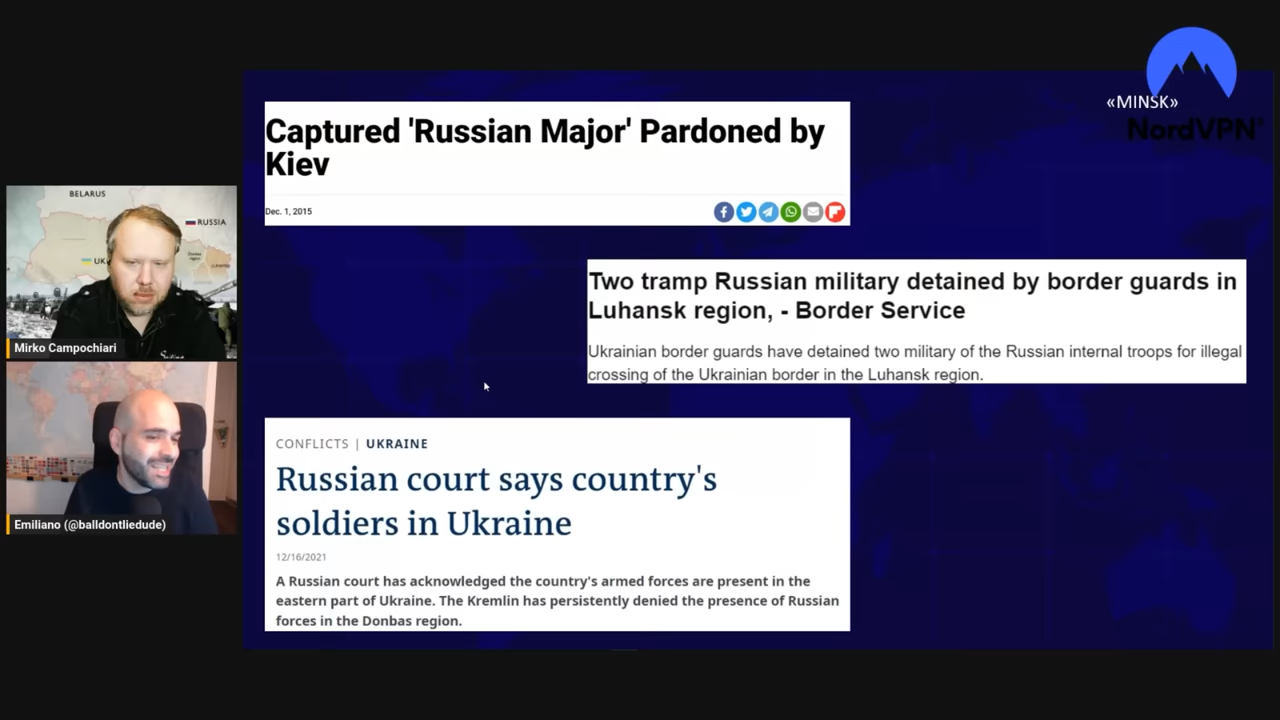 «MINSK»
NordVPN
Captured 'Russian Major' Pardoned by
Kiev
Dec. 1, 2015
BELARUS
RUSSIA
UK
Mirko Campochiari
Two tramp Russian military detained by border guards in
Luhansk region, - Border Service
Ukrainian border guards have detained two military of the Russian internal troops for illegal
crossing of the Ukrainian border in the Luhansk region.
Emiliano (@balldontliedude)
CONFLICTS | UKRAINE
Russian court says country's
soldiers in Ukraine
12/16/2021
A Russian court has acknowledged the country's armed forces are present in the
eastern part of Ukraine. The Kremlin has persistently denied the presence of Russian
forces in the Donbas region.